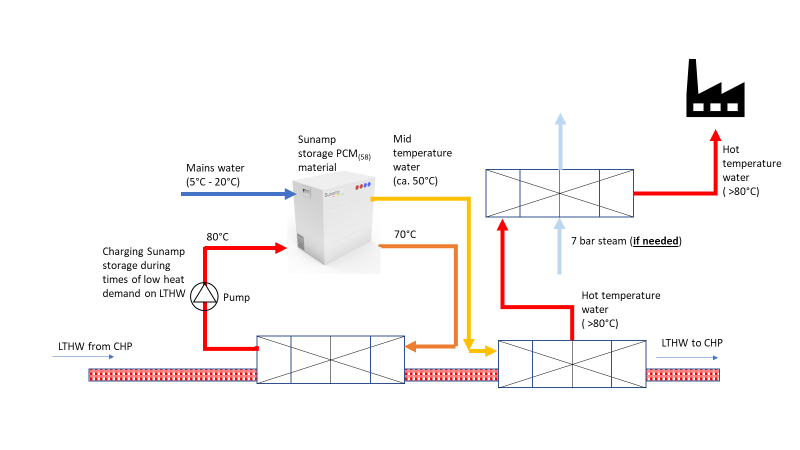 Sunamp
storage PCM(58)
material
Mid
temperature
water
(ca. 50°C)
Mains water
(5°C - 20°C)
Hot
temperature
water
( >80°C)
80°C
70°C
7 bar steam (if needed)
Charging Sunamp
storage during
times of low heat
demand on LTHW
Pump
Hot temperature
water
( >80°C)
LTHW from CHP
LTHW to CHP